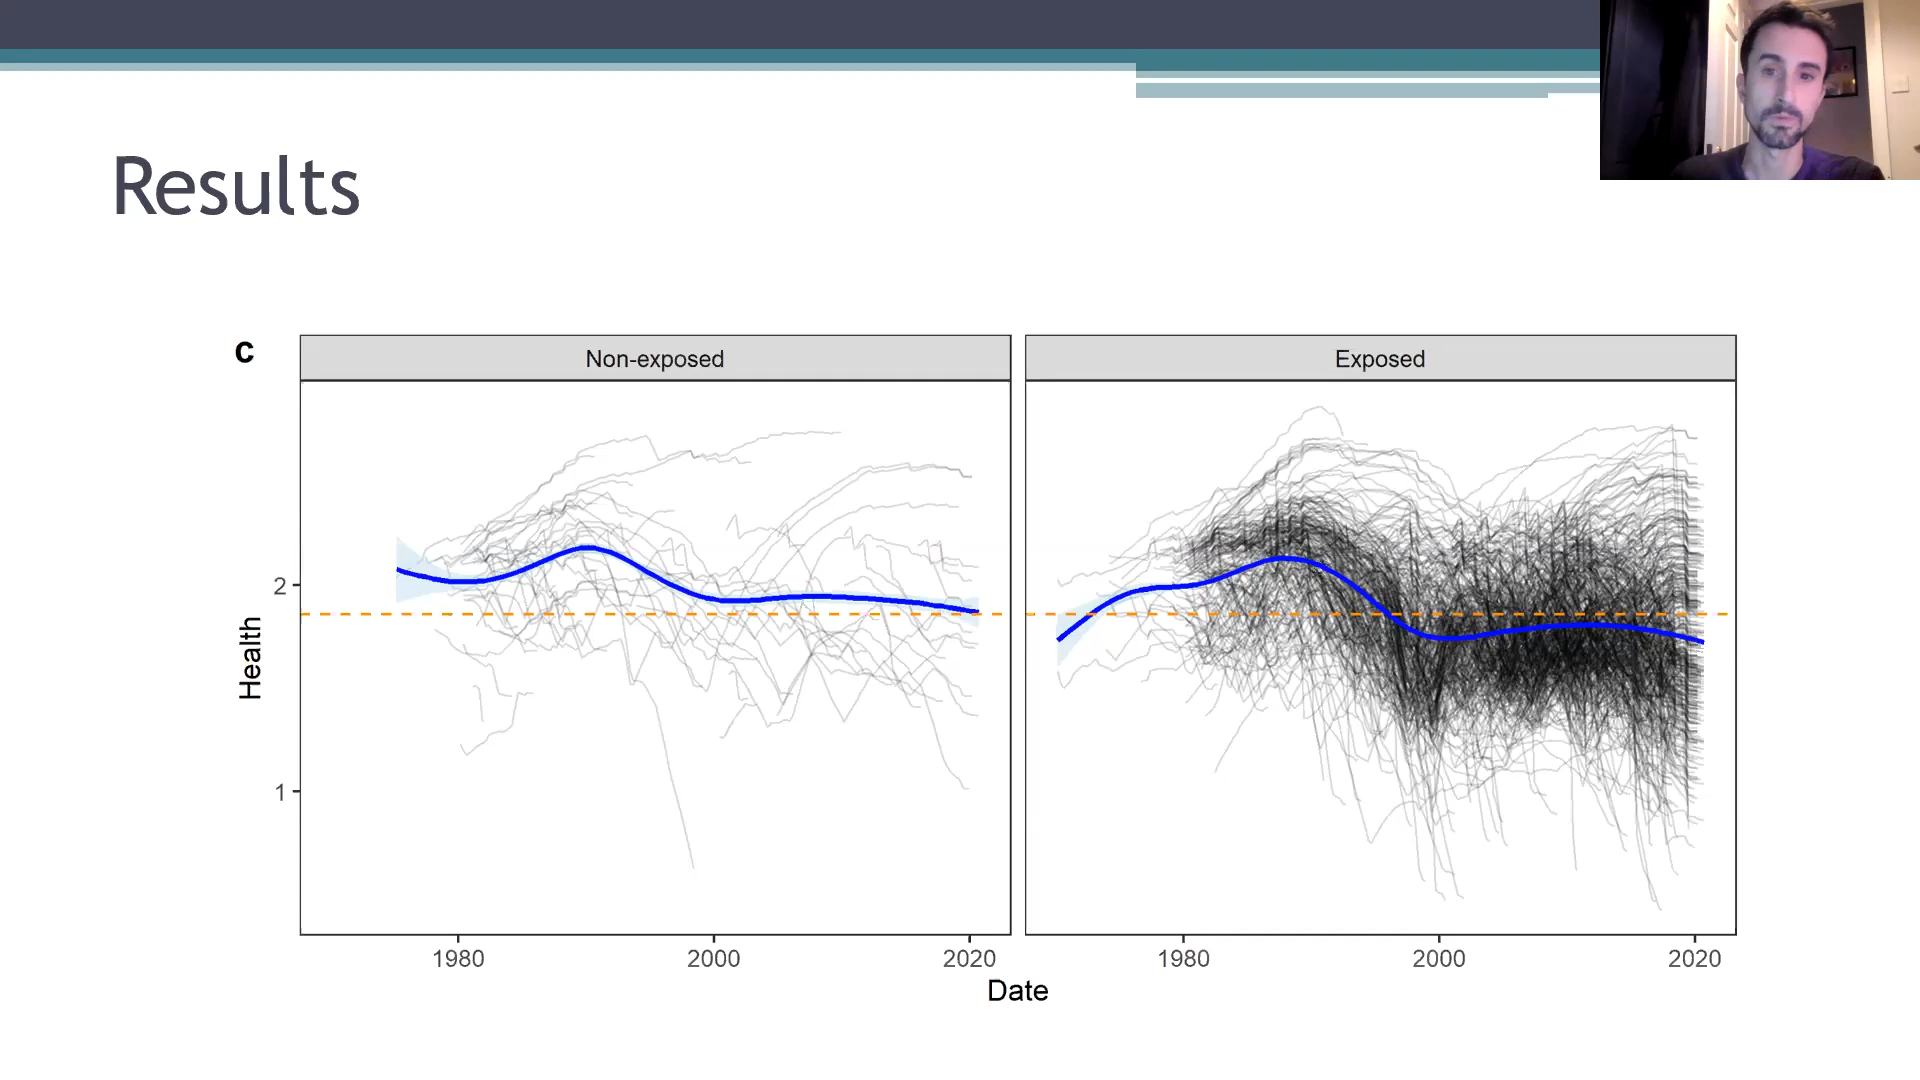 Results
c
Non-exposed
Exposed
Health
2
1
1980
2000
2020
1980
2000
2020
Date